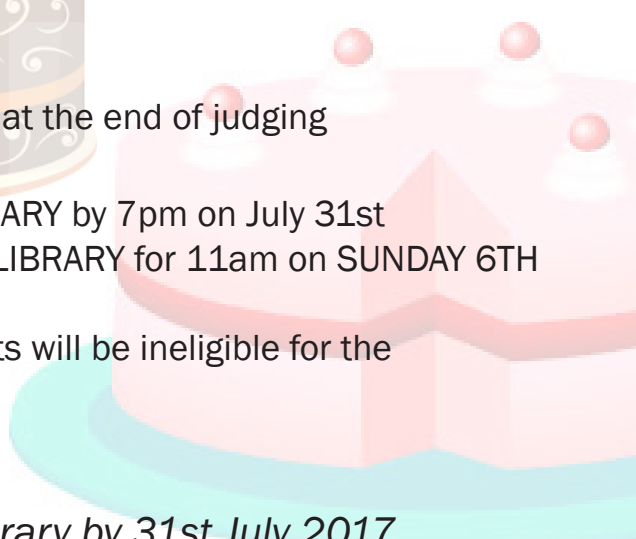 at the end of judging
ARY by 7pm on July 31st
LIBRARY for 11am on SUNDAY 6TH
ts will be ineligible for the
rary by 31st July 2017